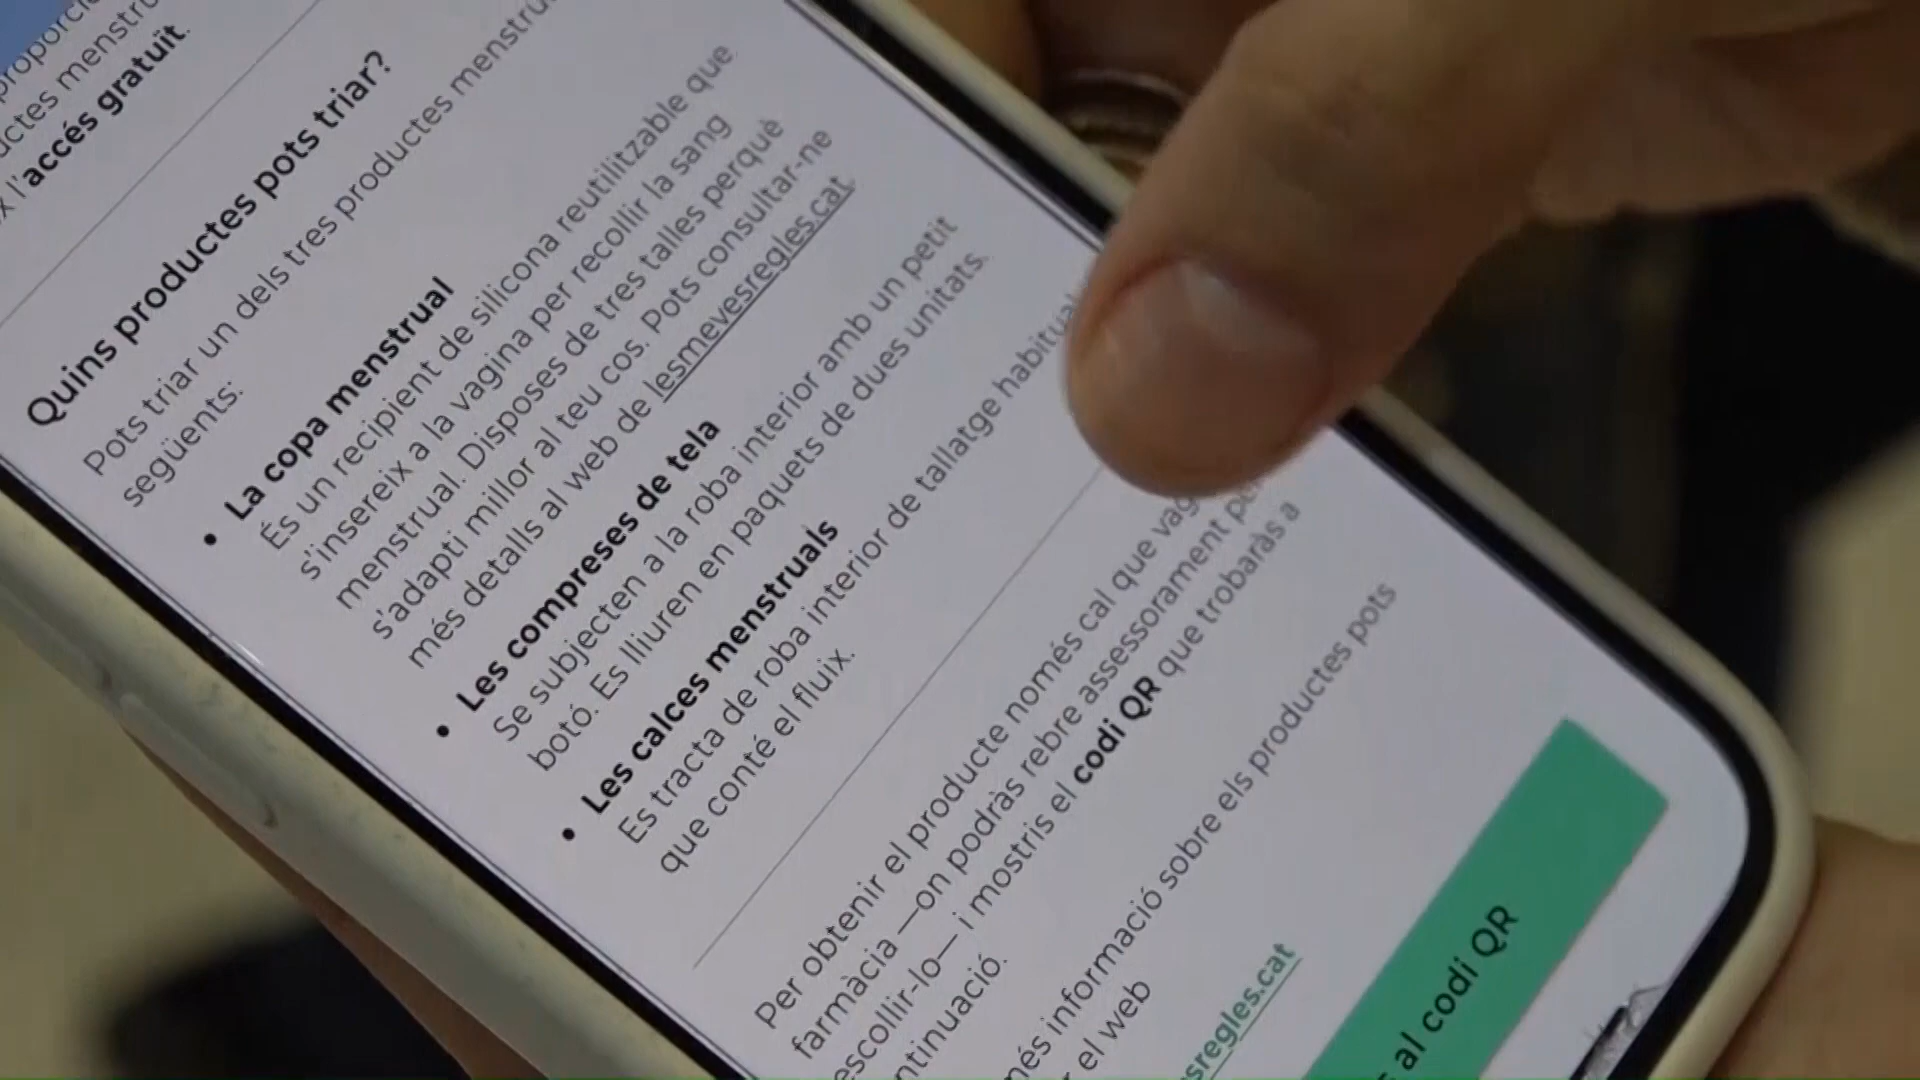 ctes menstru
l'accés gratuït.
Quins productes pots triar?
Pots triar un dels tres productes
següents:
• La copa menstrual
És un recipient de silicona reutilitzable que
s'insereix a la vagina per recollir la sang
menstrual. Disposes de tres talles perquè
s'adapti millor al teu cos. Pots consultar-ne
més detalls al web de lesmevesregles.cat
• Les compreses de tela
Se subjecten a la roba interior amb un petit
botó. Es lliuren en paquets de dues unitats.
• Les calces menstruals
Es tracta de roba interior de tallatge habitual
que conté el fluix.
Per obtenir el producte només cal que
farmàcia —on podràs rebre assessorament
escollir-lo— i mostris el codi QR que trobaràs a
ntinuació.
més informació sobre els productes pots
r el web
sregles.cat
s al codi QR